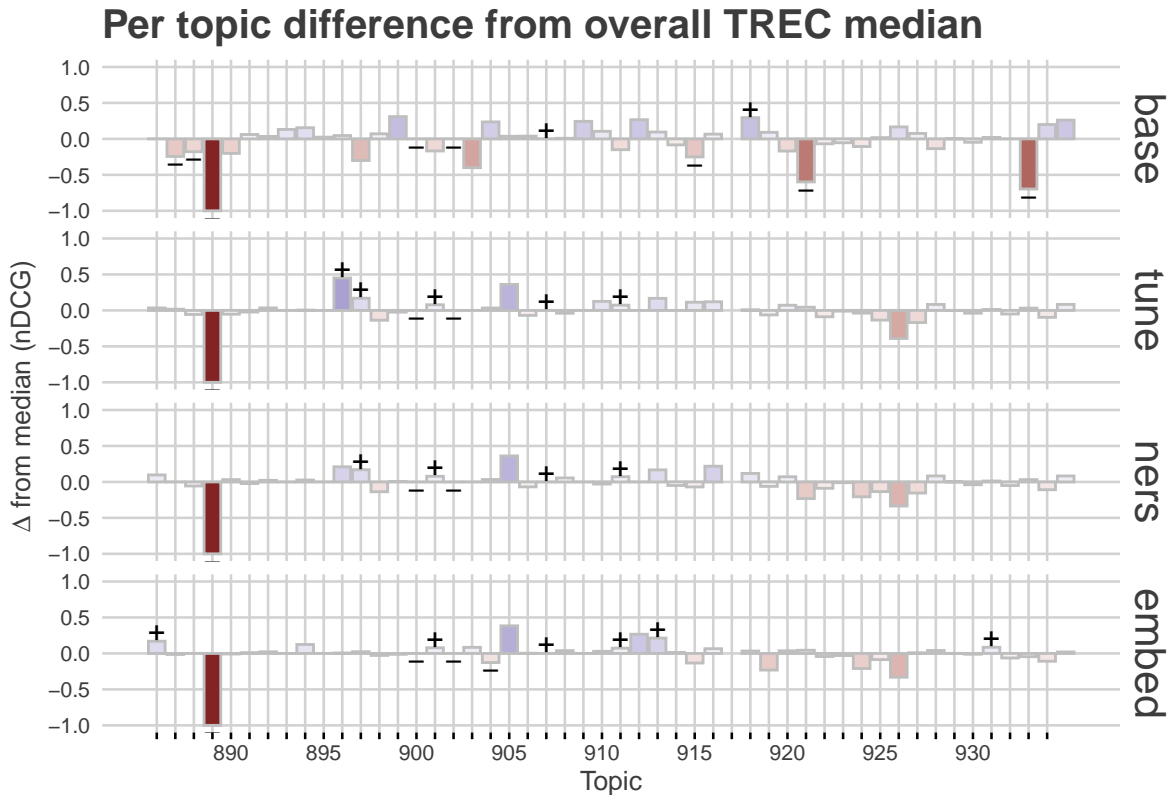 Per topic difference from overall TREC median
Δ from median (nDCG)
1.0
0.5
0.0
−0.5
−1.0
base
+
+
− − − − − − −
−
1.0
0.5
0.0
−0.5
−1.0
tune
+ + + + +
− −
−
1.0
0.5
0.0
−0.5
−1.0
ners
+ + + +
− −
−
1.0
0.5
0.0
−0.5
−1.0
embed
+ + + + + +
− − −
−
890 895 900 905 910 915 920 925 930
Topic